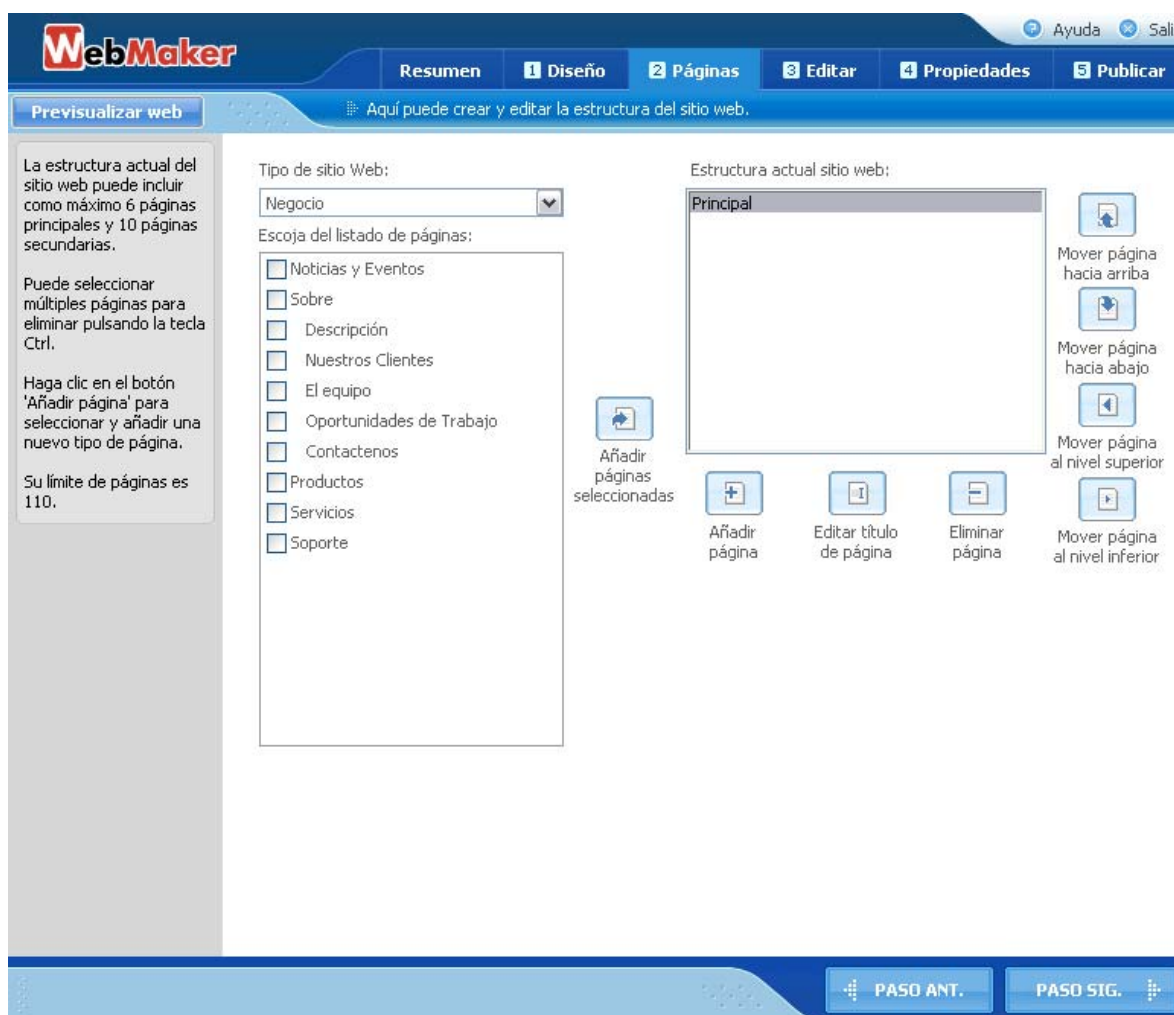 WebMaker
Ayuda
Sali
Resumen
1 Diseño
2 Páginas
3 Editar
4 Propiedades
5 Publicar
Previsualizar web
Aquí puede crear y editar la estructura del sitio web.
La estructura actual del
sitio web puede incluir
como máximo 6 páginas
principales y 10 páginas
secundarias.
Puede seleccionar
múltiples páginas para
eliminar pulsando la tecla
Ctrl.
Haga clic en el botón
'Añadir página' para
seleccionar y añadir una
nuevo tipo de página.
Su límite de páginas es
110.
Tipo de sitio Web:
Negocio
Escoja del listado de páginas:
Noticias y Eventos
Sobre
Descripción
Nuestros Clientes
El equipo
Oportunidades de Trabajo
Contactenos
Productos
Servicios
Soporte
Añadir
páginas
seleccionadas
Estructura actual sitio web:
Principal
Añadir
página
Editar título
de página
Eliminar
página
Mover página
hacia arriba
Mover página
hacia abajo
Mover página
al nivel superior
Mover página
al nivel inferior
PASO ANT.
PASO SIG.